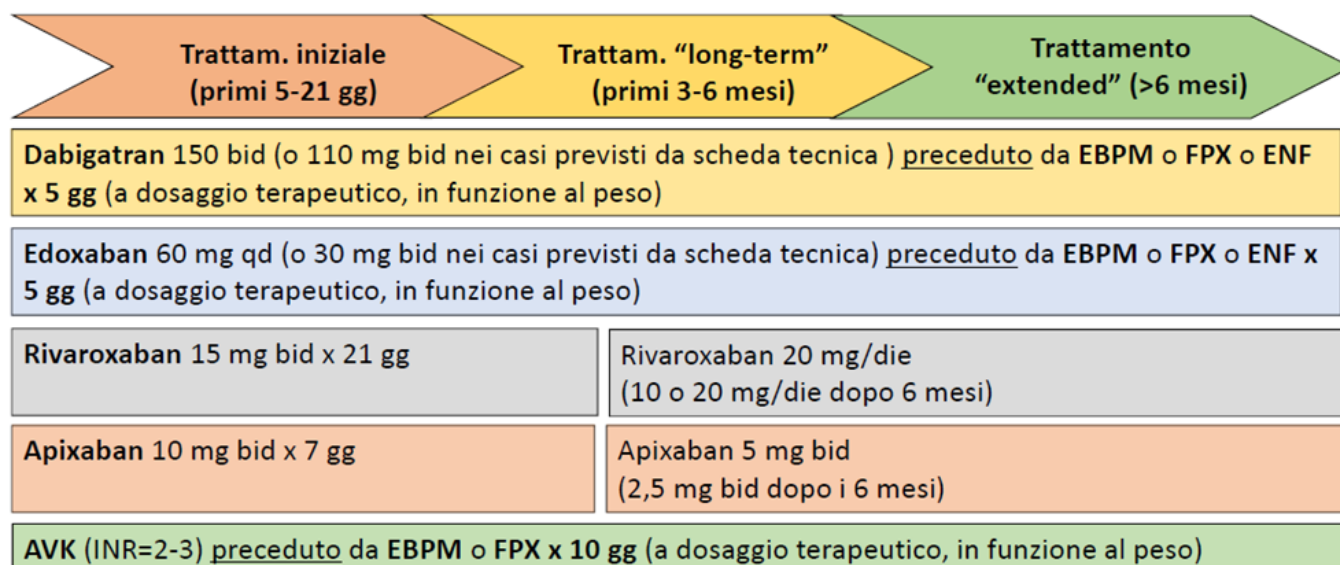 Trattam. iniziale
(primi 5-21 gg)
Trattam. “long-term”
(primi 3-6 mesi)
Trattamento
“extended” (>6 mesi)
Dabigatran 150 bid (o 110 mg bid nei casi previsti da scheda tecnica ) preceduto da EBPM o FPX o ENF
x 5 gg (a dosaggio terapeutico, in funzione al peso)
Edoxaban 60 mg qd (o 30 mg bid nei casi previsti da scheda tecnica) preceduto da EBPM o FPX o ENF x
5 gg (a dosaggio terapeutico, in funzione al peso)
Rivaroxaban 15 mg bid x 21 gg
Rivaroxaban 20 mg/die
(10 o 20 mg/die dopo 6 mesi)
Apixaban 10 mg bid x 7 gg
Apixaban 5 mg bid
(2,5 mg bid dopo i 6 mesi)
AVK (INR=2-3) preceduto da EBPM o FPX x 10 gg (a dosaggio terapeutico, in funzione al peso)